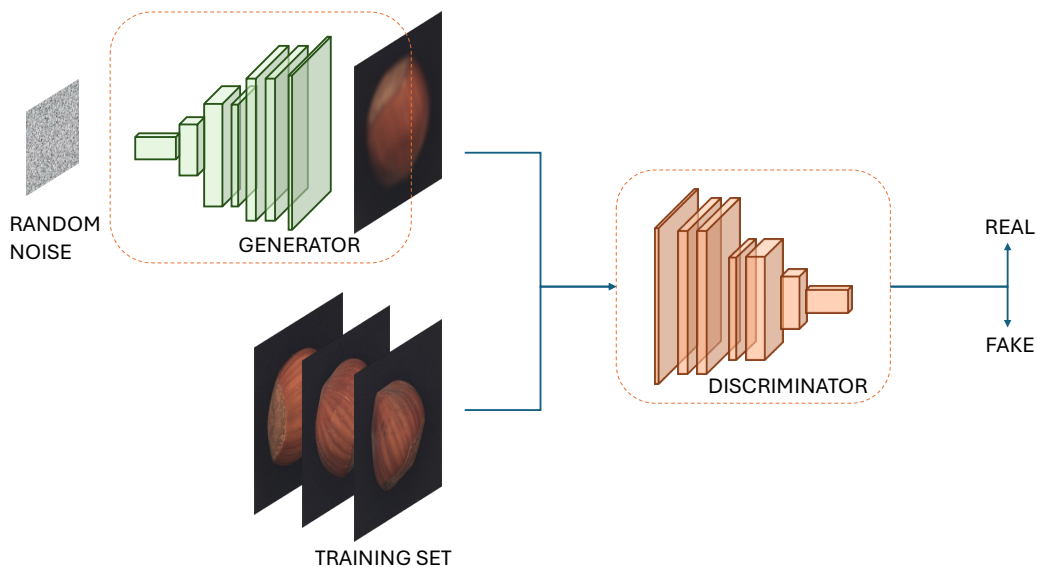 RANDOM
NOISE
GENERATOR
TRAINING SET
DISCRIMINATOR
REAL
FAKE